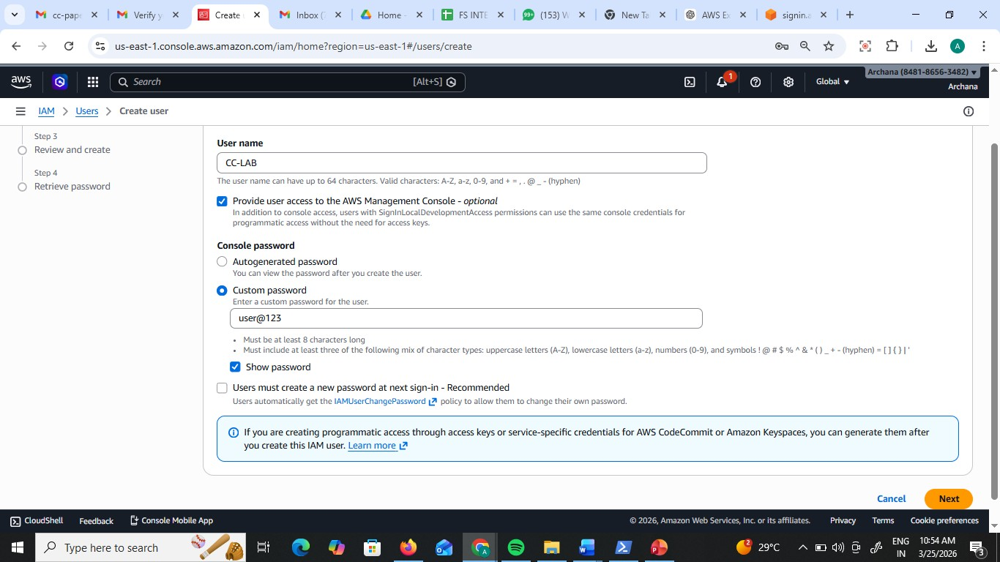 cc-pape
Verify y
Create u
Inbox (7
Home -
FS INTE
(153) W
New Ta
AWS Ex
signin.a
us-east-1.console.aws.amazon.com/iam/home?region=us-east-1#/users/create
A
aws
Search
[Alt+S]
1
Global
Archana (8481-8656-3482)
Archana
IAM > Users > Create user
Step 3
Review and create
Step 4
Retrieve password
User name
CC-LAB
The user name can have up to 64 characters. Valid characters: A-Z, a-z, 0-9, and + = , . @ _ - (hyphen)
Provide user access to the AWS Management Console - optional
In addition to console access, users with SignInLocalDevelopmentAccess permissions can use the same console credentials for
programmatic access without the need for access keys.
Console password
Autogenerated password
You can view the password after you create the user.
Custom password
Enter a custom password for the user.
user@123
• Must be at least 8 characters long
• Must include at least three of the following mix of character types: uppercase letters (A-Z), lowercase letters (a-z), numbers (0-9), and symbols ! @ # $ % ^ & * ( ) _ + - (hyphen) = [ ] { } | '
Show password
Users must create a new password at next sign-in - Recommended
Users automatically get the IAMUserChangePassword policy to allow them to change their own password.
If you are creating programmatic access through access keys or service-specific credentials for AWS CodeCommit or Amazon Keyspaces, you can generate them after
you create this IAM user. Learn more
Cancel
Next
CloudShell
Feedback
Console Mobile App
© 2026, Amazon Web Services, Inc. or its affiliates.
Privacy
Terms
Cookie preferences
Type here to search
2
29°C
ENG
IN
10:54 AM
3/25/2026
3